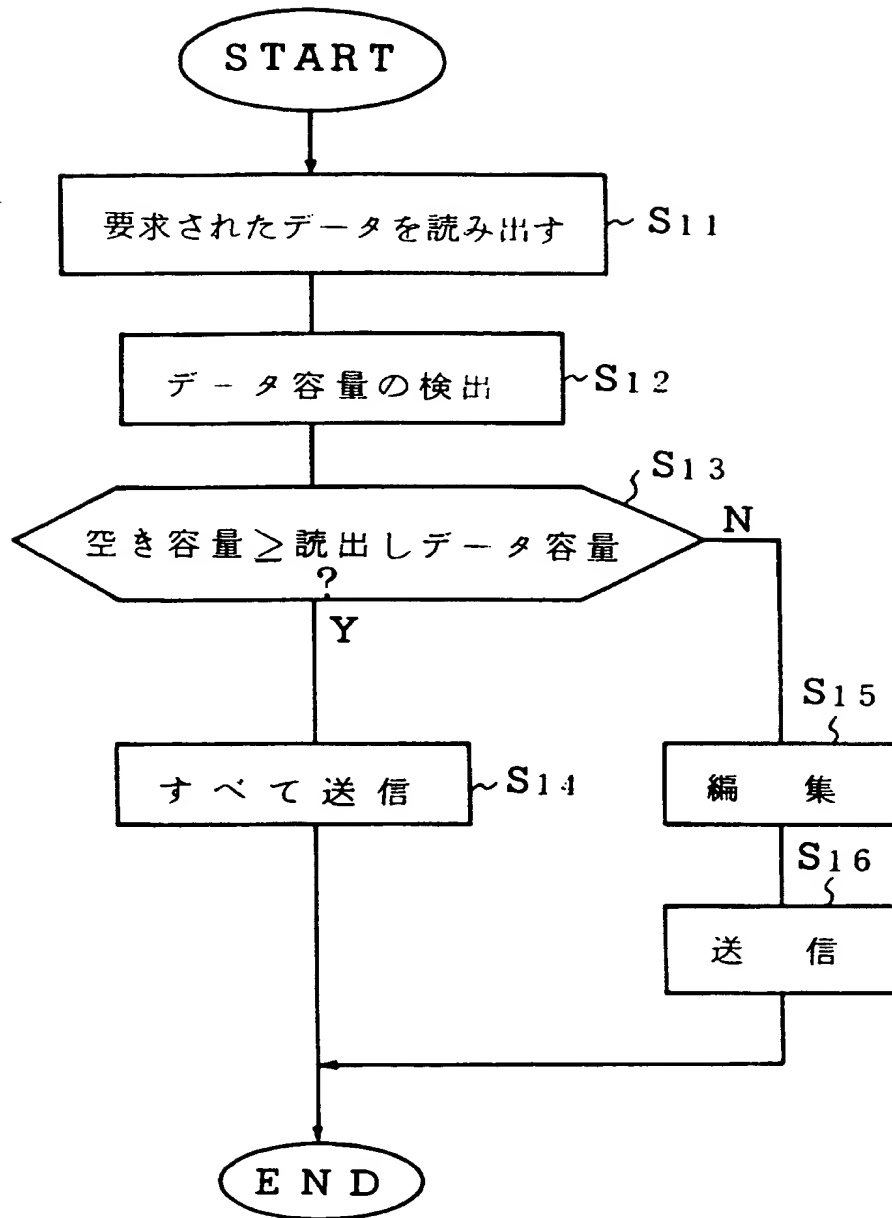 START
要求されたデータを読み出す
S11
データ容量の検出
S12
S13
空き容量≧読出しデータ容量
?
N
Y
S15
すべて送信
S14
編集
S16
送信
END